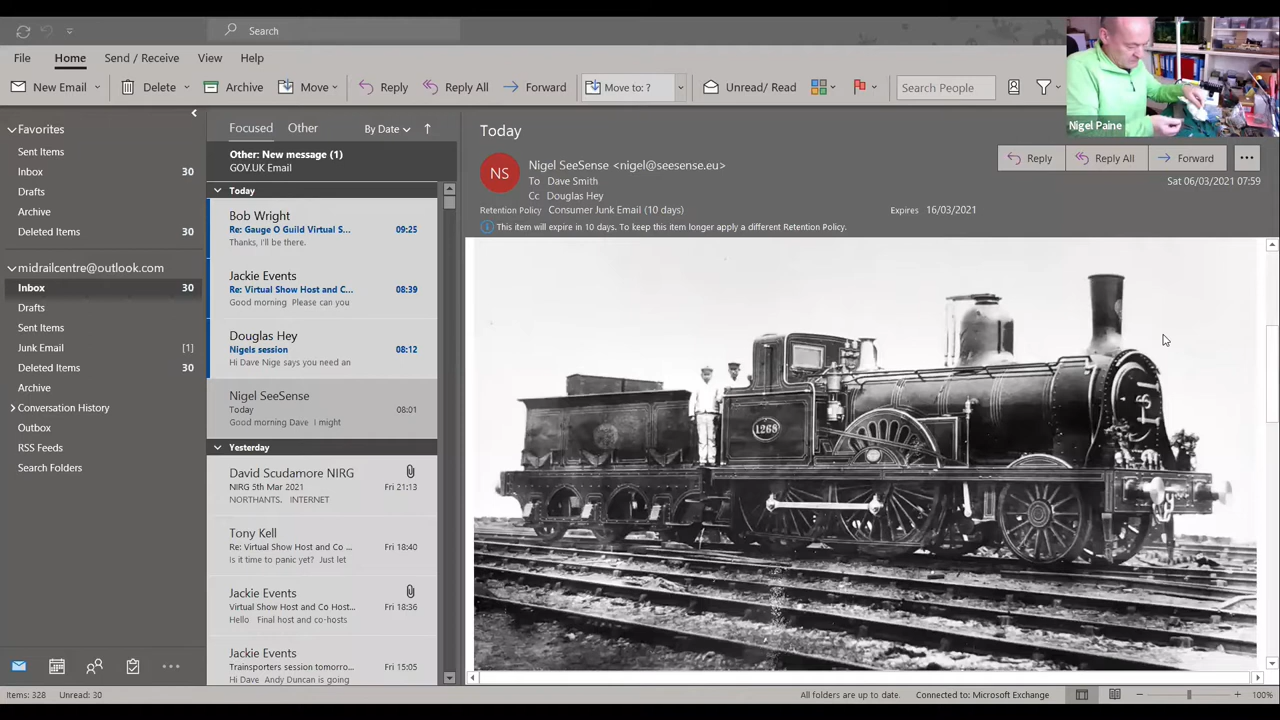 Search
File Home Send / Receive View Help
New Email Delete Archive Move Reply Reply All Forward Move to: ? Unread/ Read Search People
Nigel Paine
Favorites
Sent Items
Inbox 30
Drafts
Archive
Deleted Items 30
midrailcentre@outlook.com
Inbox 30
Drafts
Sent Items
Junk Email [1]
Deleted Items 30
Archive
Conversation History
Outbox
RSS Feeds
Search Folders
Focused Other By Date
Other: New message (1)
GOV.UK Email
Today
Bob Wright
Re: Gauge O Guild Virtual S... 09:25
Thanks, I'll be there.
Jackie Events
Re: Virtual Show Host and C... 08:39
Good morning Please can you
Douglas Hey
Nigels session 08:12
Hi Dave Nige says you need an
Nigel SeeSense
Today 08:01
Good morning Dave I might
Yesterday
David Scudamore NIRG
NIRG 5th Mar 2021 Fri 21:13
NORTHANTS. INTERNET
Tony Kell
Re: Virtual Show Host and Co ... Fri 18:40
Is it time to panic yet? Just let
Jackie Events
Virtual Show Host and Co Host... Fri 18:36
Hello Final host and co-hosts
Jackie Events
Trainsporters session tomorro... Fri 15:05
Hi Dave Andy Duncan is going
Today
NS
Nigel SeeSense <nigel@seesense.eu>
To Dave Smith
Cc Douglas Hey
Retention Policy Consumer Junk Email (10 days) Expires 16/03/2021
This item will expire in 10 days. To keep this item longer apply a different Retention Policy.
Reply Reply All Forward
Sat 06/03/2021 07:59
1268
Items: 328 Unread: 30 All folders are up to date. Connected to: Microsoft Exchange 100%